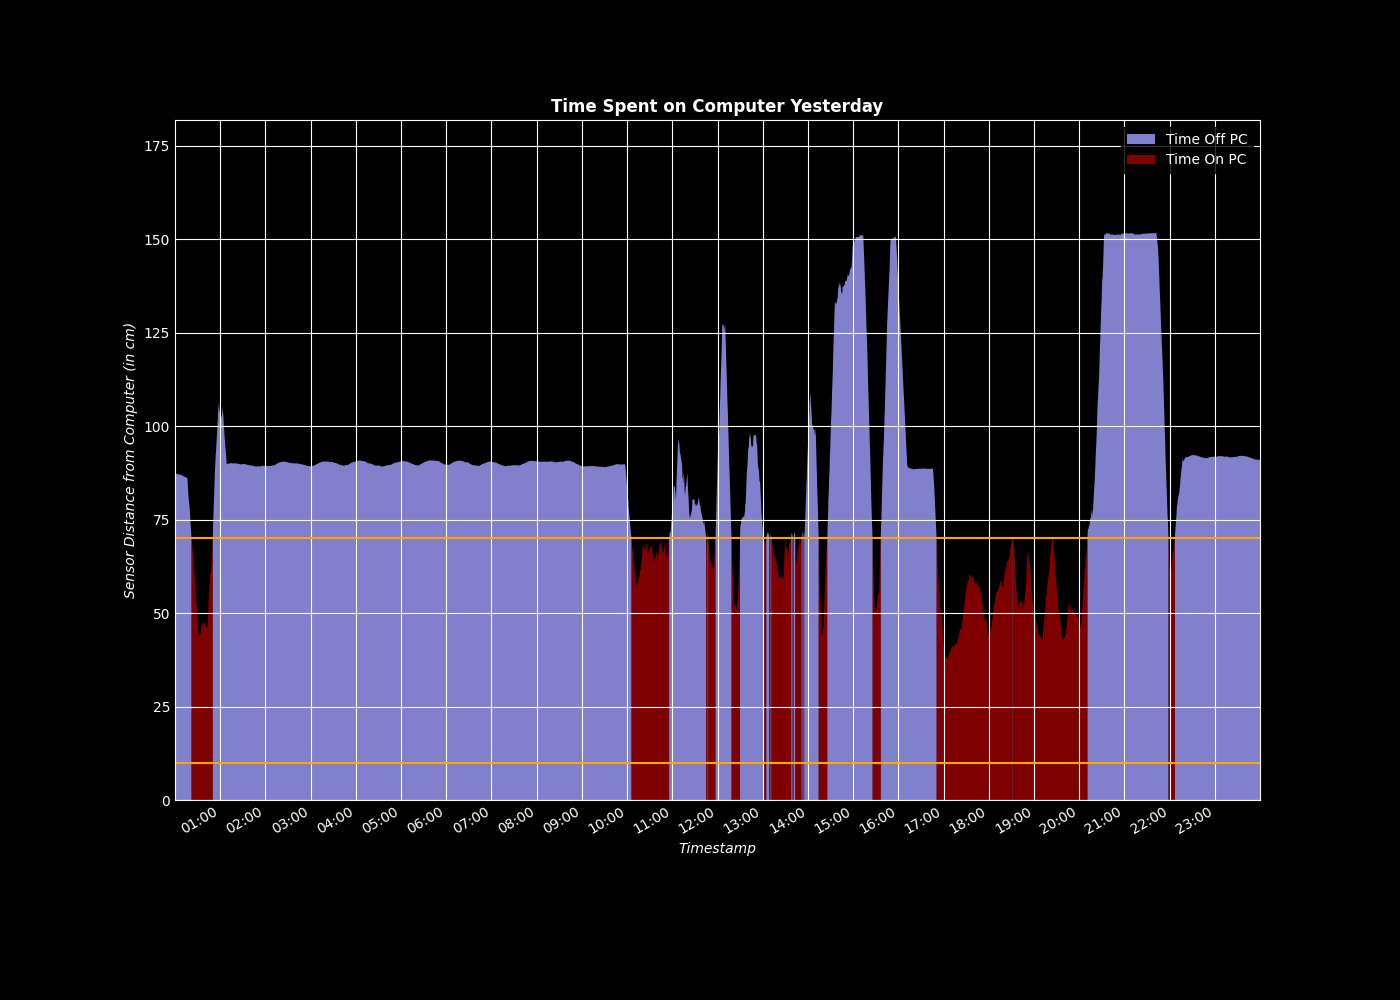 Time Spent on Computer Yesterday
Time Off PC
Time On PC
Sensor Distance from Computer (in cm)
175
150
125
100
75
50
25
0
01:00 02:00 03:00 04:00 05:00 06:00 07:00 08:00 09:00 10:00 11:00 12:00 13:00 14:00 15:00 16:00 17:00 18:00 19:00 20:00 21:00 22:00 23:00
Timestamp